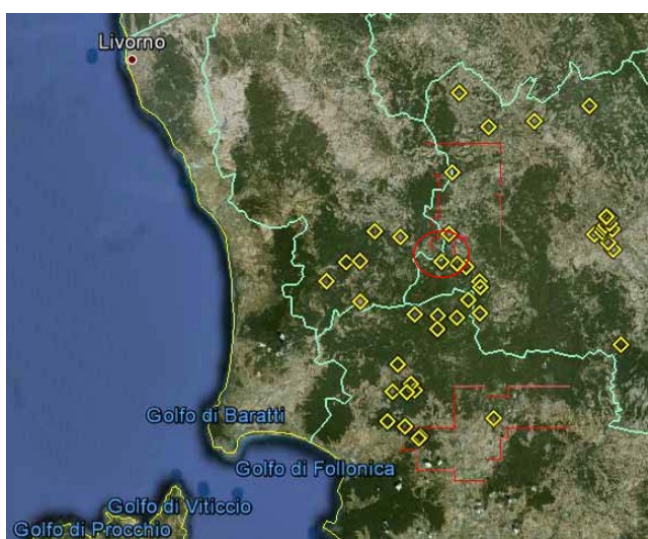 Livorno
Golfo di Baratti
Golfo di Follonica
Golfo di Viticcio
Golfo di Procchio